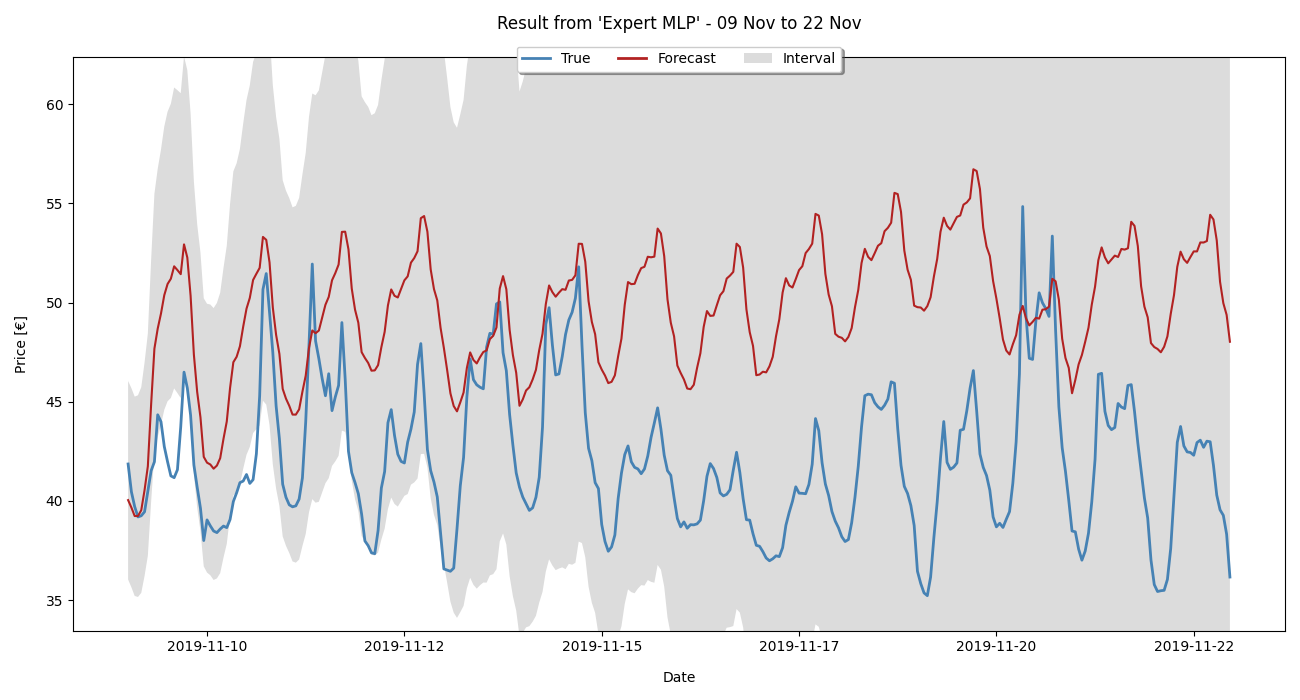 Result from 'Expert MLP' - 09 Nov to 22 Nov
True Forecast Interval
60
55
50
45
40
35
Price [€]
2019-11-10 2019-11-12 2019-11-15 2019-11-17 2019-11-20 2019-11-22
Date